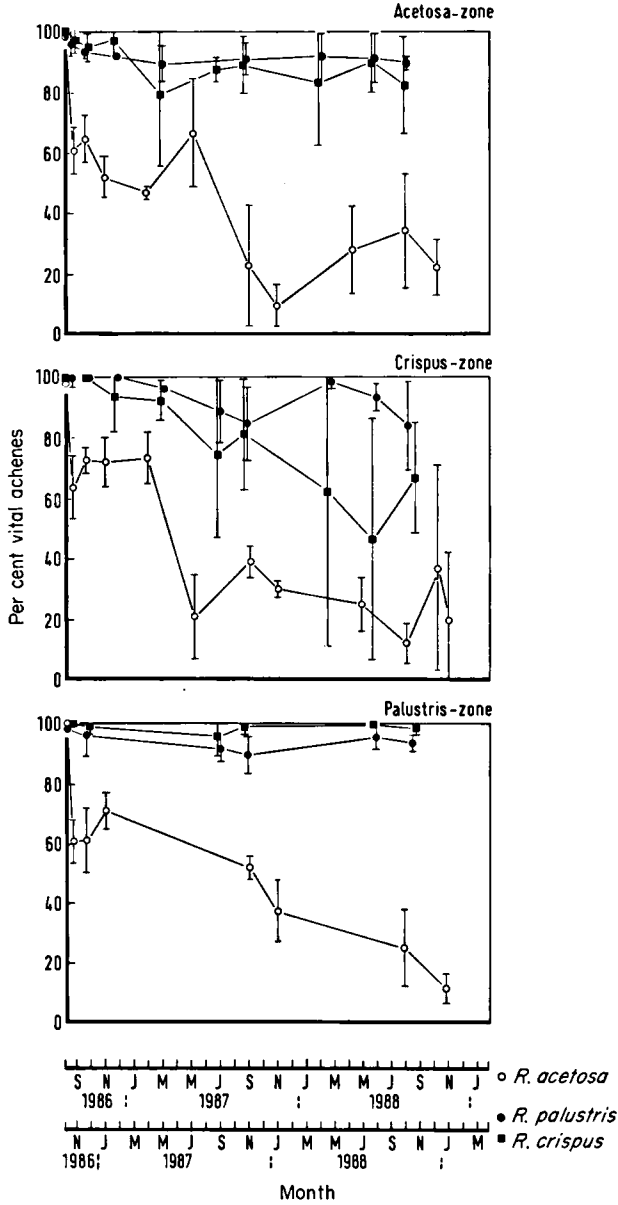 Acetosa-zone
100
80
60
40
20
0
Crispus-zone
100
80
60
40
20
0
Per cent vital achenes
Palustris-zone
100
80
60
40
20
0
S N J M M J S N J M M J S N J
1986 1987 1988
○ R. acetosa
● R. palustris
N J M M J S N J M M J S N J M
1986 1987 1988
■ R. crispus
Month